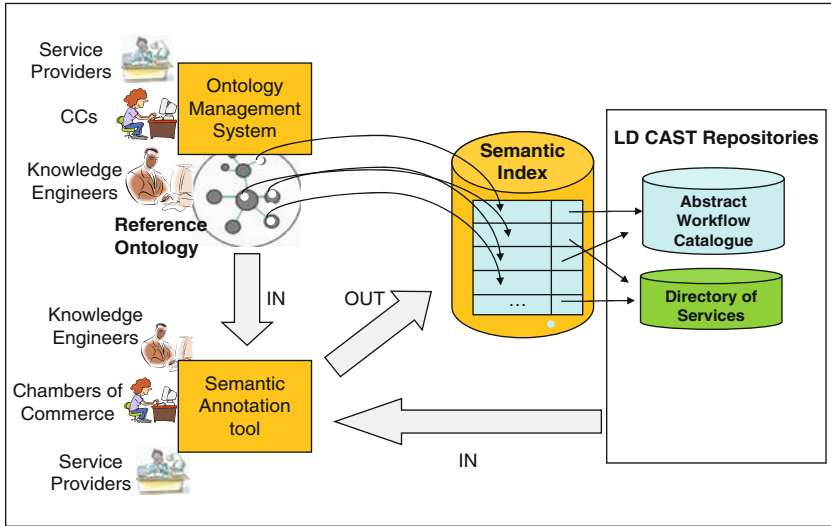 Service
Providers
CCs
Knowledge
Engineers
Ontology
Management
System
Reference
Ontology
Semantic
Index
...
LD CAST Repositories
Abstract
Workflow
Catalogue
Directory of
Services
IN
OUT
Knowledge
Engineers
Chambers of
Commerce
Service
Providers
Semantic
Annotation
tool
IN